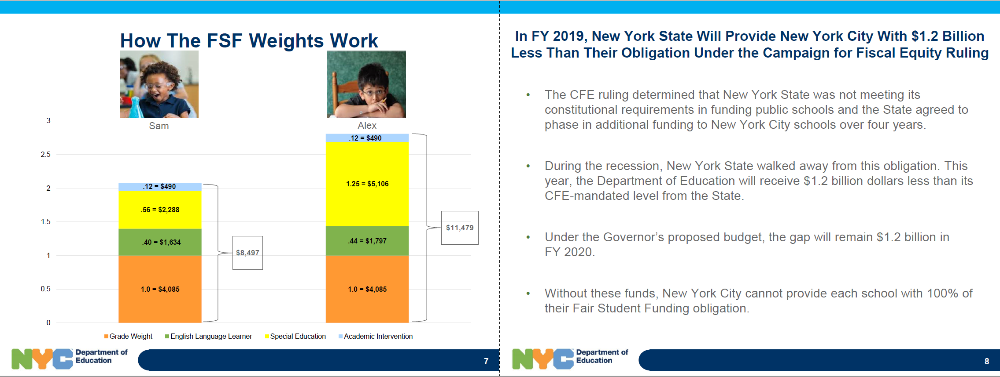 How The FSF Weights Work
Sam
Alex
3
2.5
2
1.5
1
0.5
0
.12 = $490
.56 = $2,288
.40 = $1,634
1.0 = $4,085
$8,497
.12 = $490
1.25 = $5,106
.44 = $1,797
1.0 = $4,085
$11,479
Grade Weight
English Language Learner
Special Education
Academic Intervention
NYC
Department of
Education
7
In FY 2019, New York State Will Provide New York City With $1.2 Billion
Less Than Their Obligation Under the Campaign for Fiscal Equity Ruling
• The CFE ruling determined that New York State was not meeting its
constitutional requirements in funding public schools and the State agreed to
phase in additional funding to New York City schools over four years.
• During the recession, New York State walked away from this obligation. This
year, the Department of Education will receive $1.2 billion dollars less than its
CFE-mandated level from the State.
• Under the Governor’s proposed budget, the gap will remain $1.2 billion in
FY 2020.
• Without these funds, New York City cannot provide each school with 100% of
their Fair Student Funding obligation.
NYC
Department of
Education
8